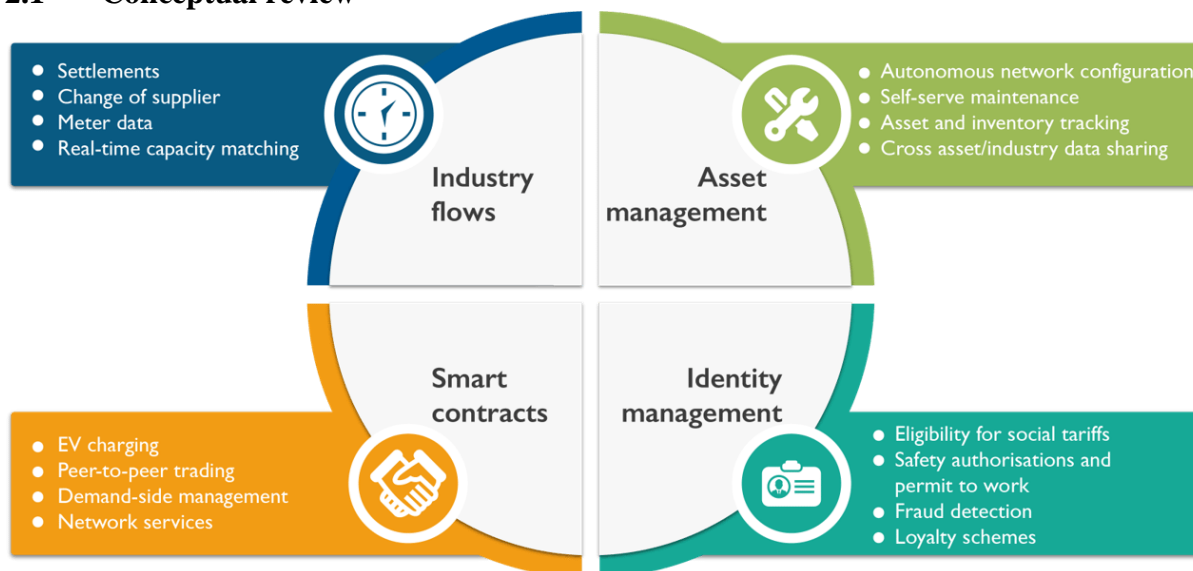 2.1 Conceptual review
Settlements
Change of supplier
Meter data
Real-time capacity matching
Industry
flows
Autonomous network configuration
Self-serve maintenance
Asset and inventory tracking
Cross asset/industry data sharing
Asset
management
Smart
contracts
EV charging
Peer-to-peer trading
Demand-side management
Network services
Identity
management
Eligibility for social tariffs
Safety authorisations and
permit to work
Fraud detection
Loyalty schemes